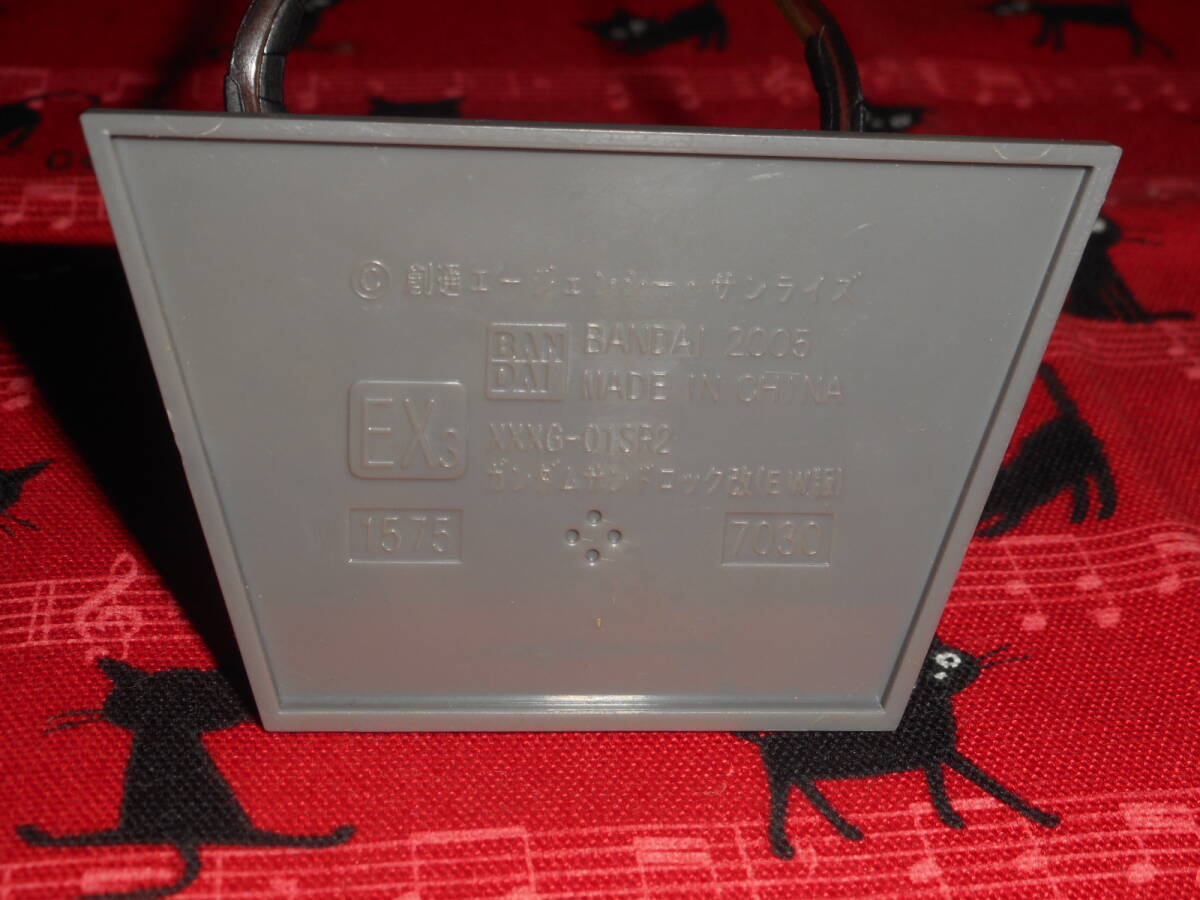 © 創通エージェンシー・サンライズ
BAN DAI BANDAI 2005
MADE IN CHINA
EX3 XXXG-01SR2
ガンダムサンドロック改(EW版)
1575 7030